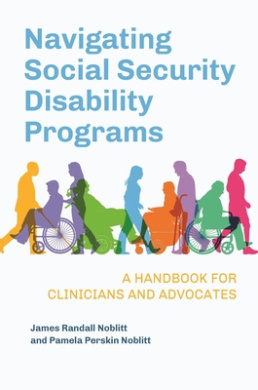 Navigating
Social Security
Disability
Programs
A HANDBOOK FOR
CLINICIANS AND ADVOCATES
James Randall Noblitt
and Pamela Perskin Noblitt